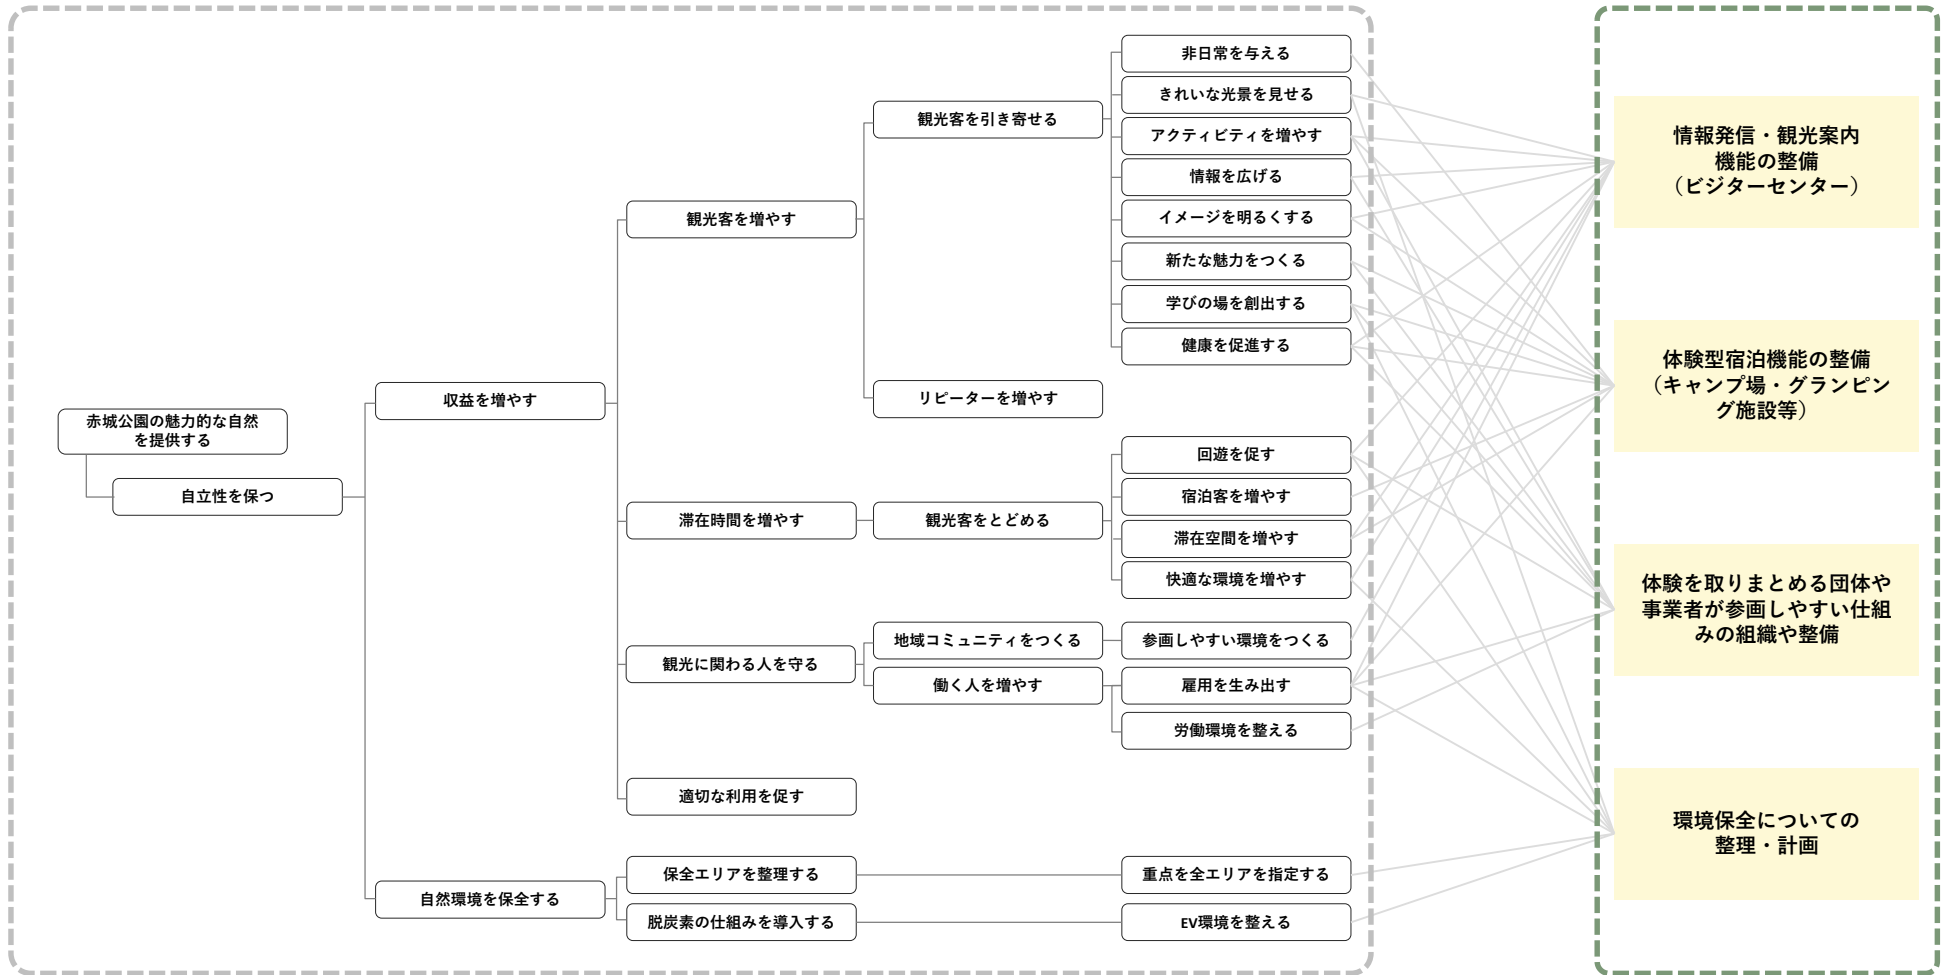 赤城公園の魅力的な自然
を提供する
自立性を保つ
収益を増やす
自然環境を保全する
観光客を増やす
滞在時間を増やす
観光に関わる人を守る
適切な利用を促す
保全エリアを整理する
脱炭素の仕組みを導入する
観光客を引き寄せる
リピーターを増やす
観光客をとどめる
地域コミュニティをつくる
働く人を増やす
非日常を与える
きれいな光景を見せる
アクティビティを増やす
情報を広げる
イメージを明るくする
新たな魅力をつくる
学びの場を創出する
健康を促進する
回遊を促す
宿泊客を増やす
滞在空間を増やす
快適な環境を増やす
参画しやすい環境をつくる
雇用を生み出す
労働環境を整える
重点を全エリアを指定する
EV環境を整える
情報発信・観光案内
機能の整備
（ビジターセンター）
体験型宿泊機能の整備
（キャンプ場・グランピン
グ施設等）
体験を取りまとめる団体や
事業者が参画しやすい仕組
みの組織や整備
環境保全についての
整理・計画